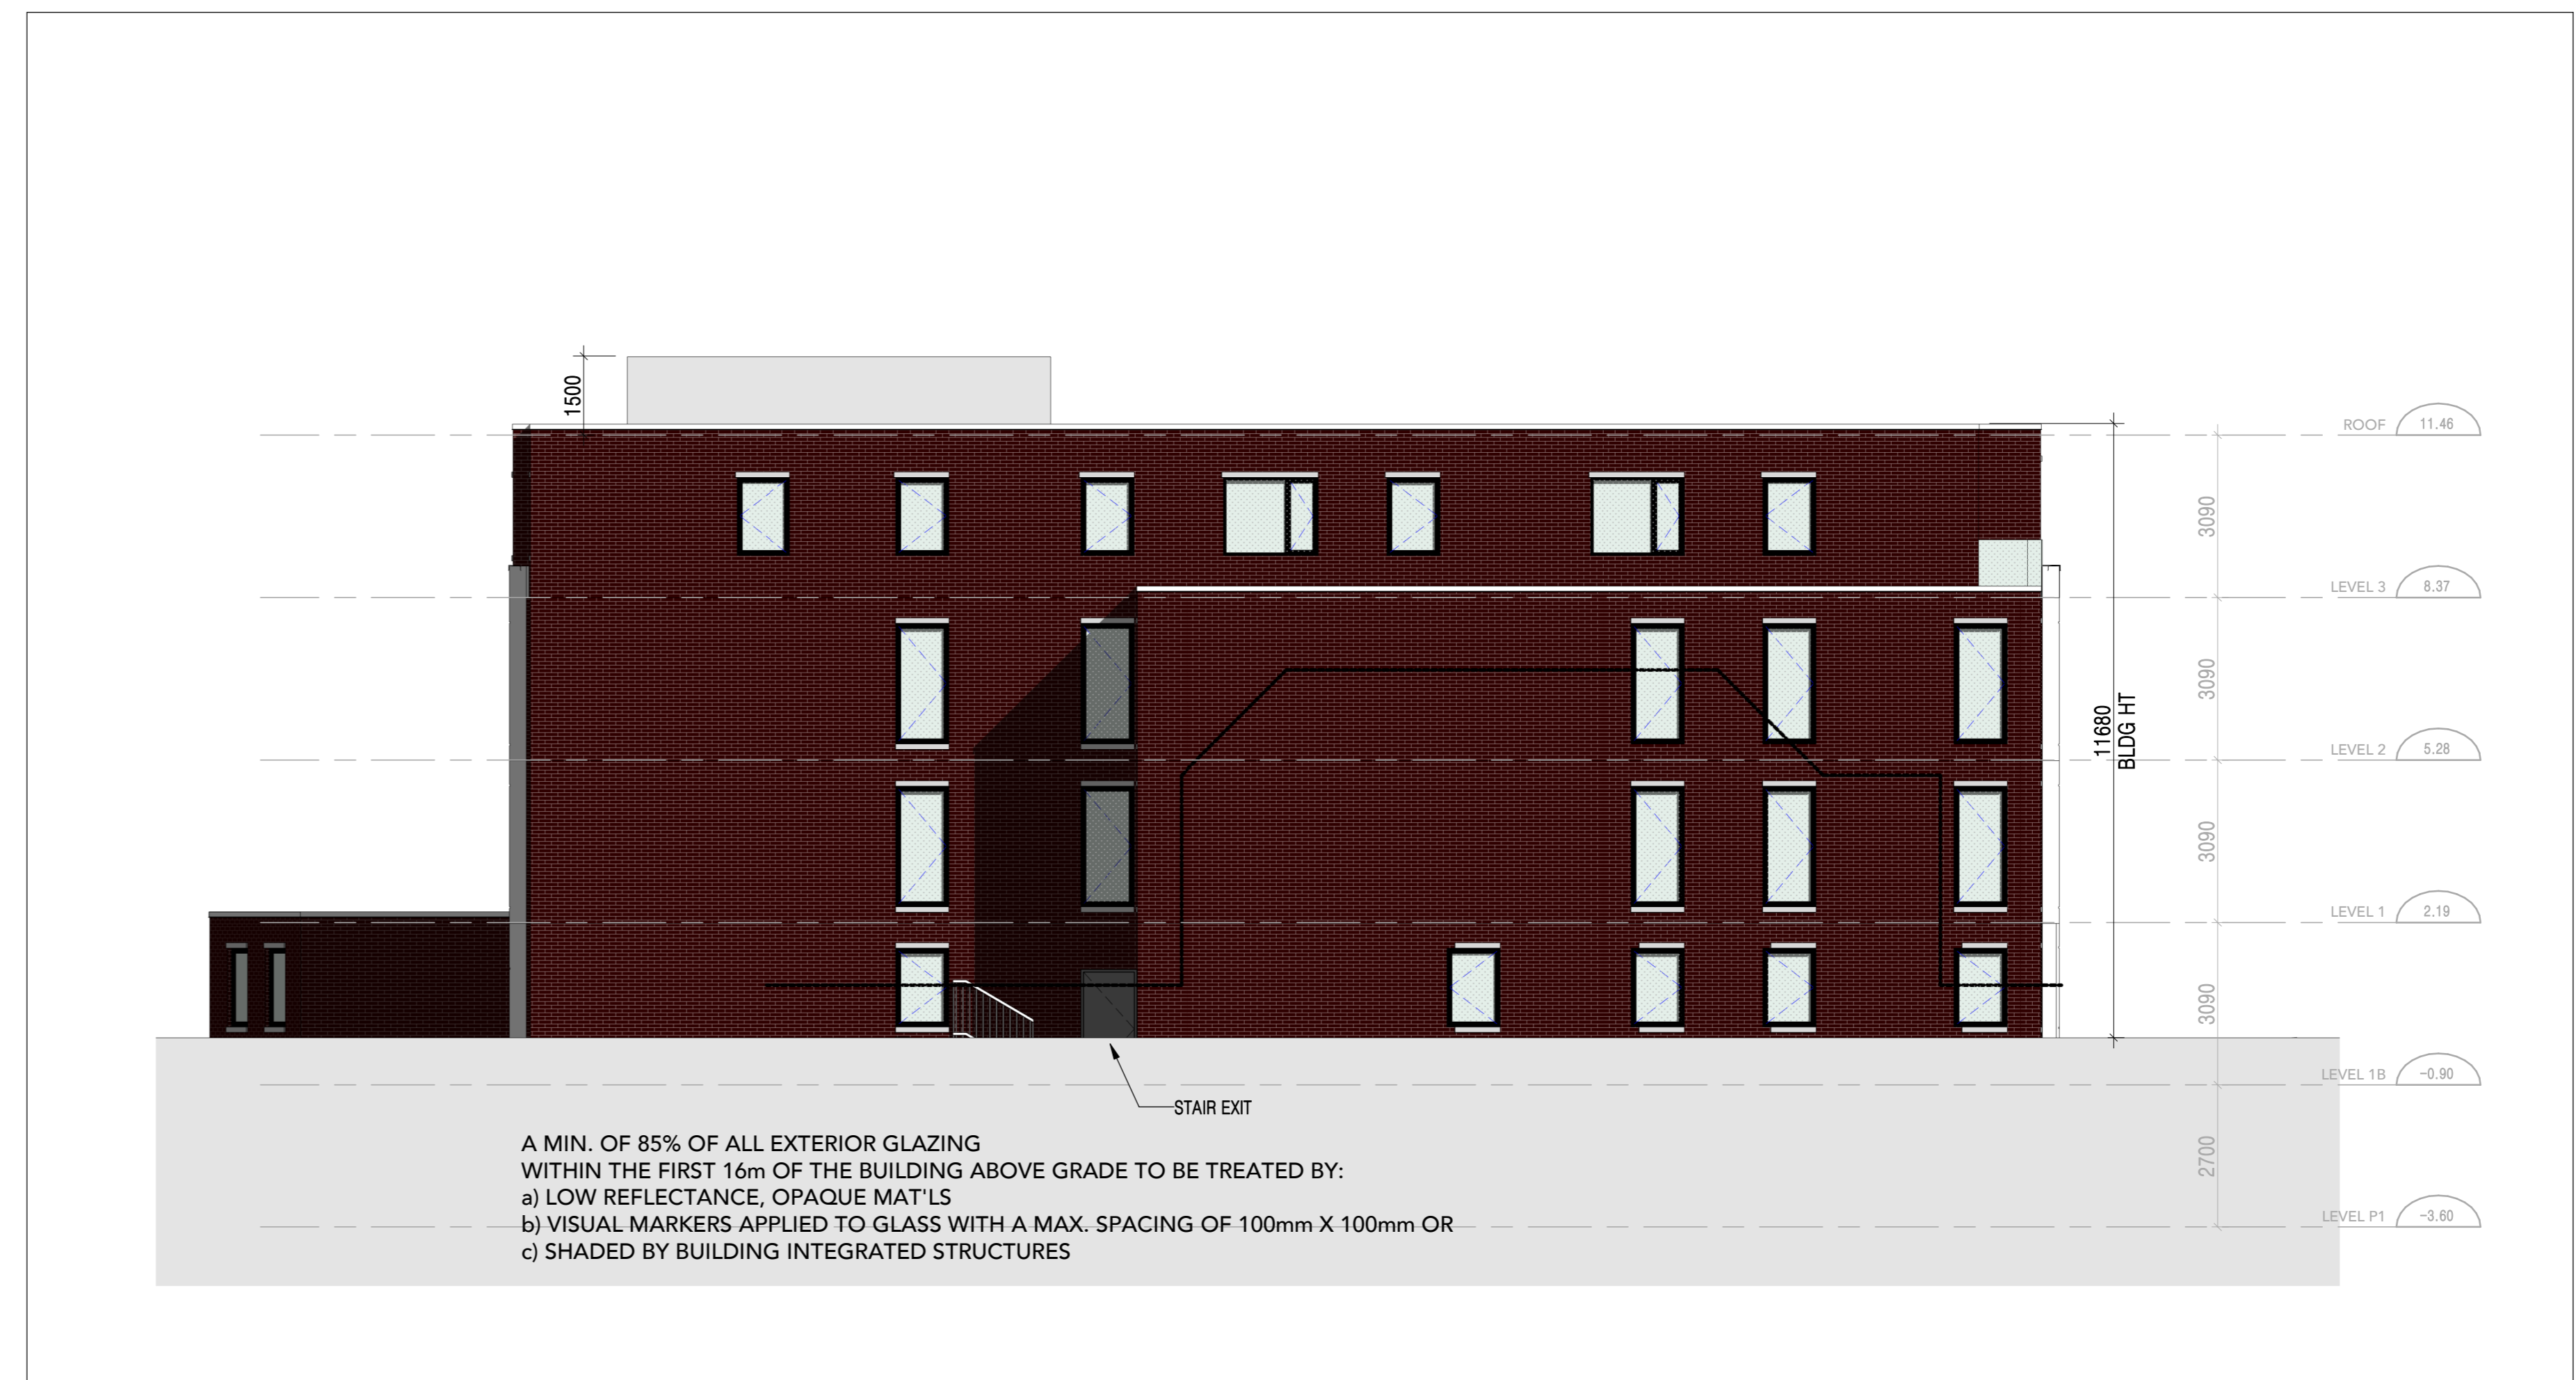 1500
ROOF 11.46
3090
LEVEL 3 8.37
3090
11680
BLDG HT
LEVEL 2 5.28
3090
LEVEL 1 2.19
3090
LEVEL 1B -0.90
STAIR EXIT
2700
LEVEL P1 -3.60
A MIN. OF 85% OF ALL EXTERIOR GLAZING
WITHIN THE FIRST 16m OF THE BUILDING ABOVE GRADE TO BE TREATED BY:
a) LOW REFLECTANCE, OPAQUE MAT'LS
b) VISUAL MARKERS APPLIED TO GLASS WITH A MAX. SPACING OF 100mm X 100mm OR
c) SHADED BY BUILDING INTEGRATED STRUCTURES